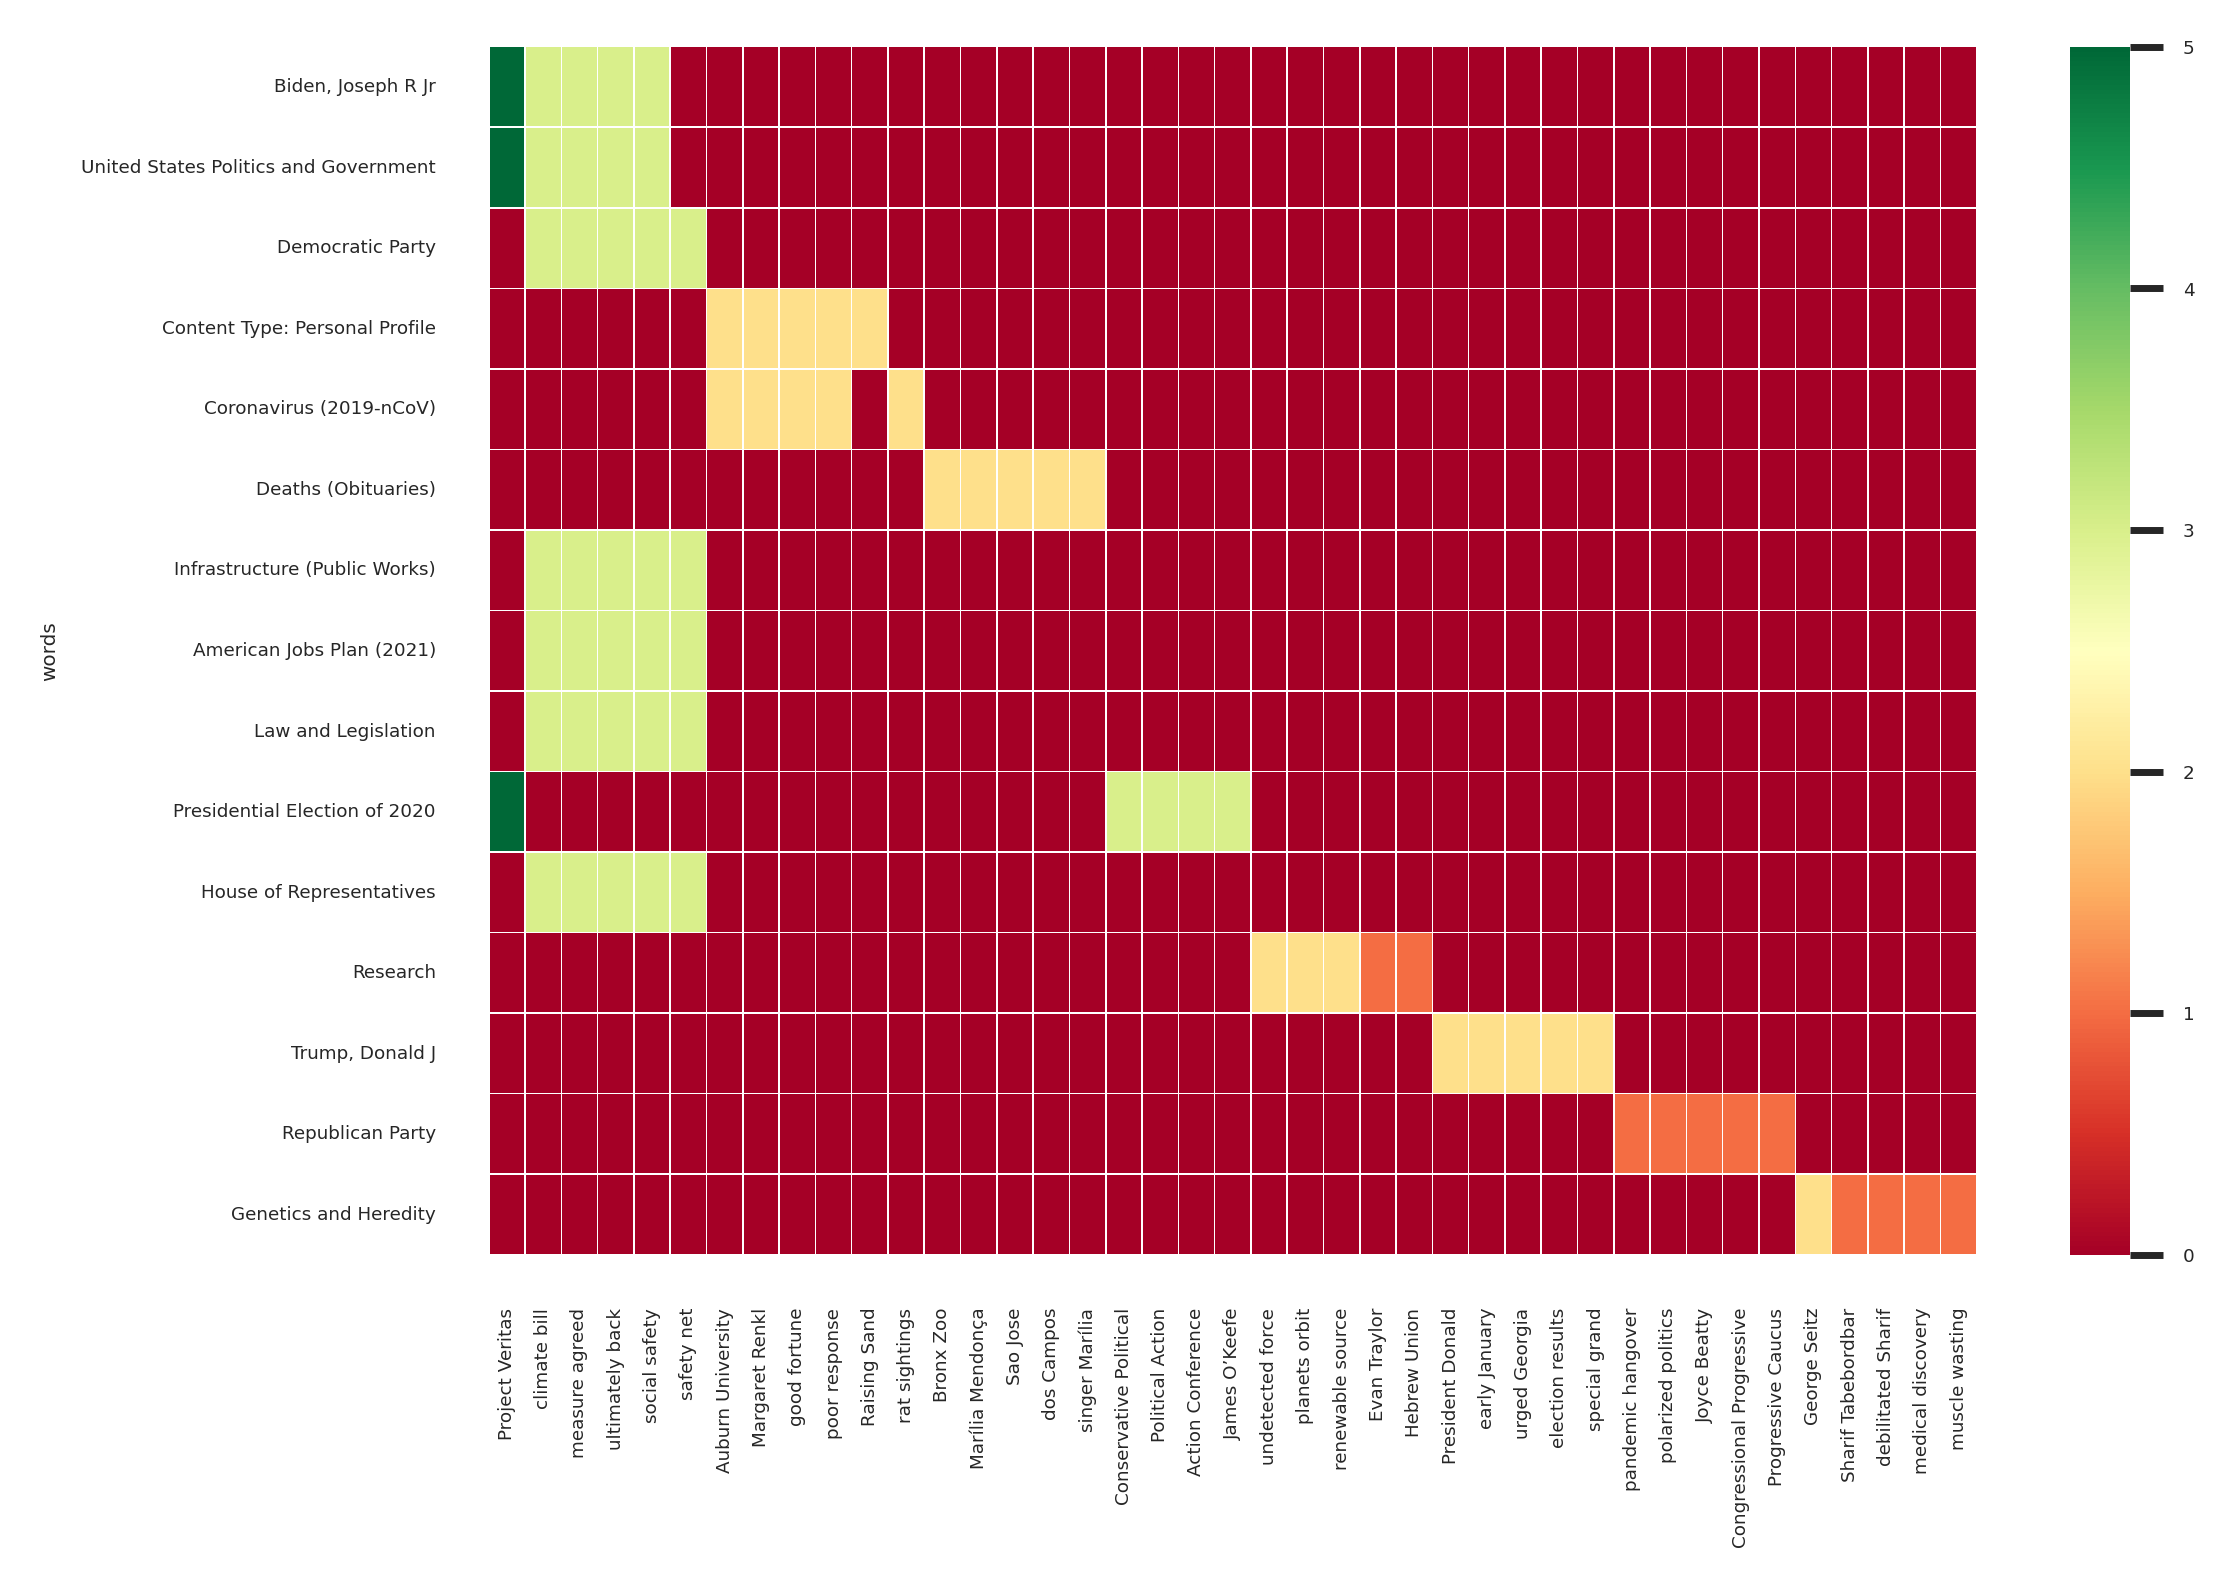 words
Biden, Joseph R Jr
United States Politics and Government
Democratic Party
Content Type: Personal Profile
Coronavirus (2019-nCoV)
Deaths (Obituaries)
Infrastructure (Public Works)
American Jobs Plan (2021)
Law and Legislation
Presidential Election of 2020
House of Representatives
Research
Trump, Donald J
Republican Party
Genetics and Heredity
Project Veritas
climate bill
measure agreed
ultimately back
social safety
safety net
Auburn University
Margaret Renkl
good fortune
poor response
Raising Sand
rat sightings
Bronx Zoo
Marília Mendonça
Sao Jose
dos Campos
singer Marília
Conservative Political
Political Action
Action Conference
James O’Keefe
undetected force
planets orbit
renewable source
Evan Traylor
Hebrew Union
President Donald
early January
urged Georgia
election results
special grand
pandemic hangover
polarized politics
Joyce Beatty
Congressional Progressive
Progressive Caucus
George Seitz
Sharif Tabebordbar
debilitated Sharif
medical discovery
muscle wasting
5
4
3
2
1
0